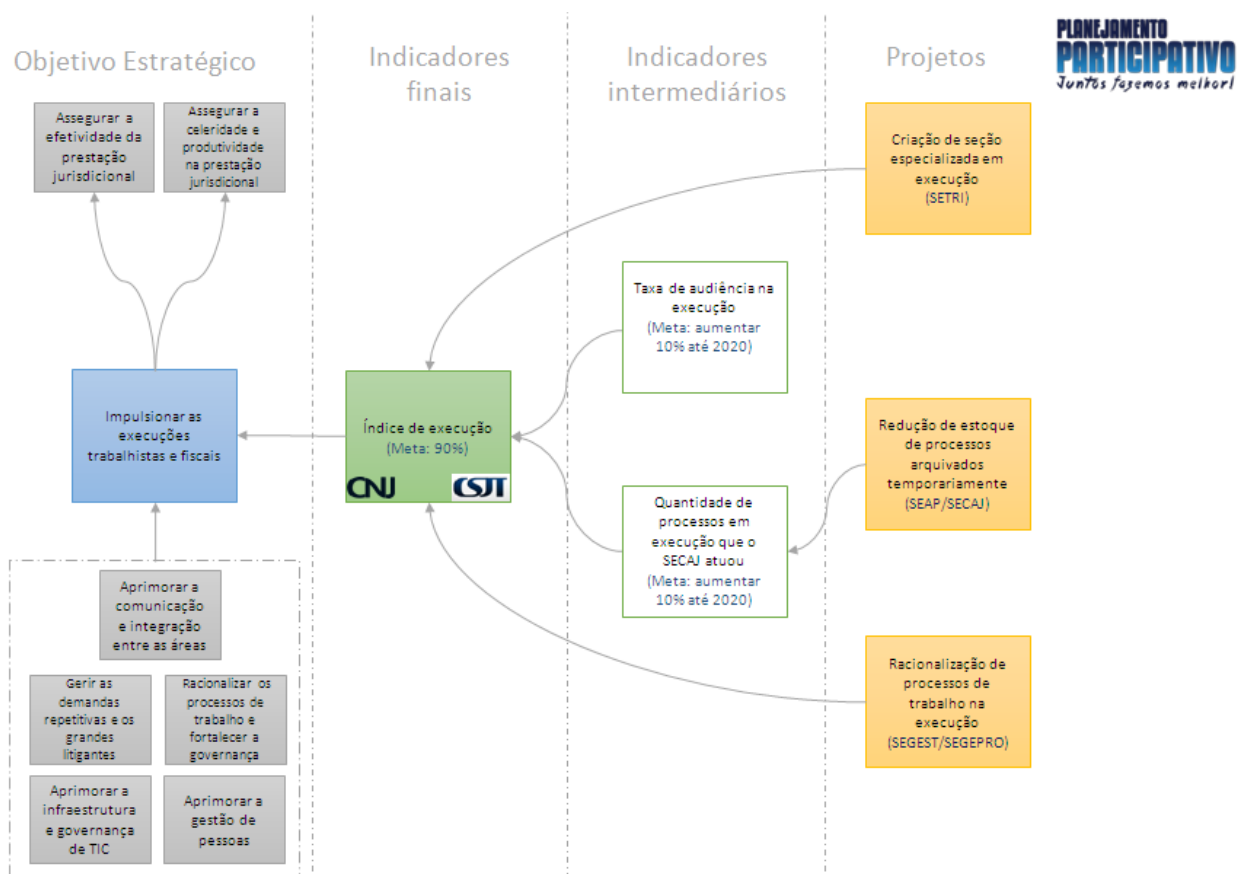 PLANEJAMENTO
PARTICIPATIVO
Juntos fazemos melhor!
Objetivo Estratégico
Indicadores
finais
Indicadores
intermediários
Projetos
Assegurar a
efetividade da
prestação
jurisdicional
Assegurar a
celeridade e
produtividade
na prestação
jurisdicional
Criação de seção
especializada em
execução
(SETRI)
Taxa de audiência na
execução
(Meta: aumentar
10% até 2020)
Impulsionar as
execuções
trabalhistas e fiscais
Índice de execução
(Meta: 90%)
CNJ
CSJT
Redução de estoque
de processos
arquivados
temporariamente
(SEAP/SECAJ)
Quantidade de
processos em
execução que o
SECAJ atuou
(Meta: aumentar
10% até 2020)
Aprimorar a
comunicação
e integração
entre as áreas
Gerir as
demandas
repetitivas e os
grandes
litigantes
Racionalizar os
processos de
trabalho e
fortalecer a
governança
Racionalização de
processos de
trabalho na
execução
(SEGEST/SEGEPRO)
Aprimorar a
infraestrutura
e governança
de TIC
Aprimorar a
gestão de
pessoas